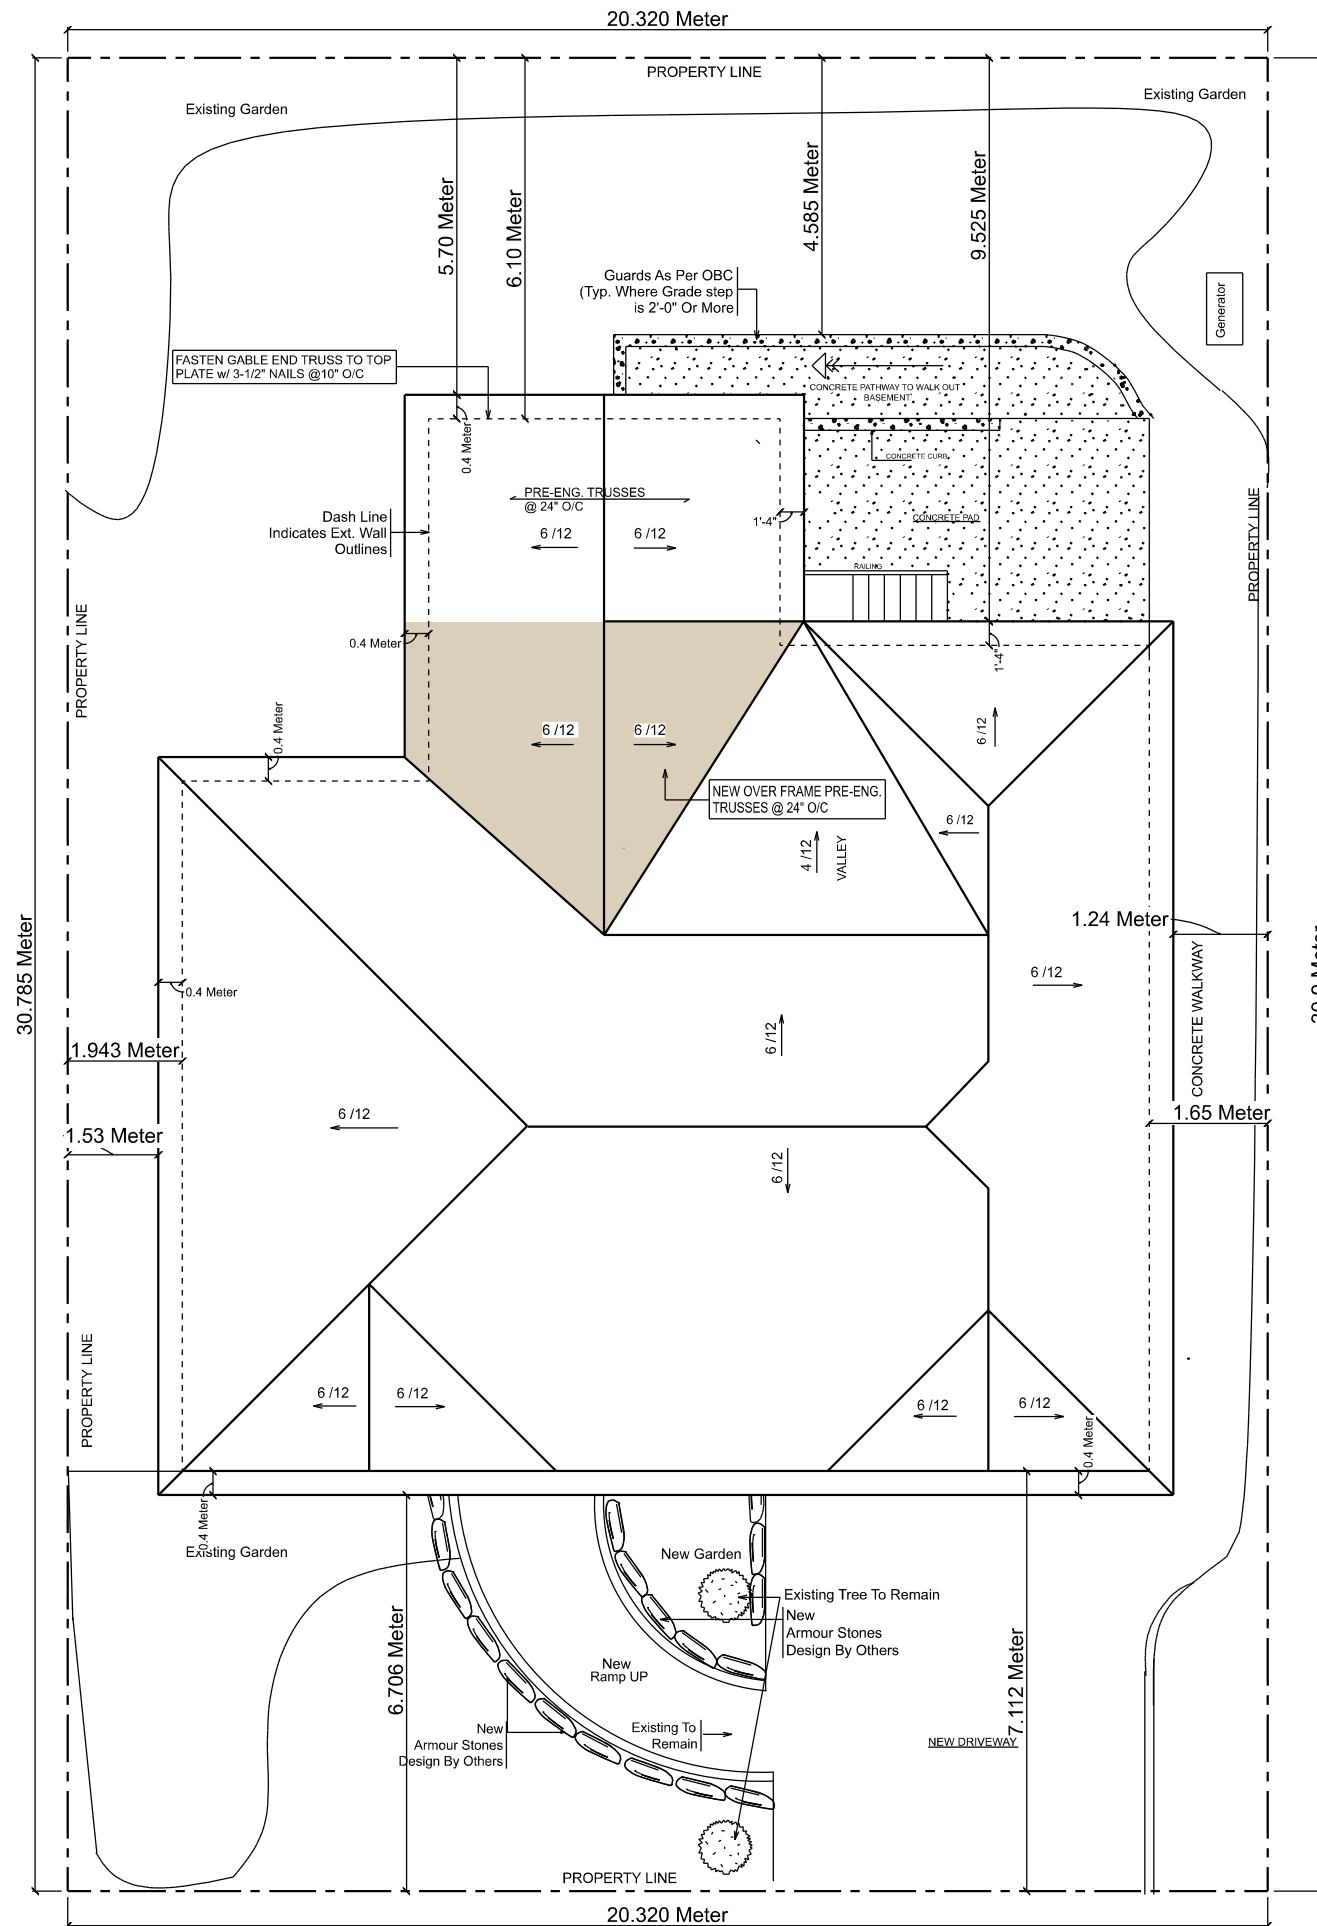 20.320 Meter
PROPERTY LINE
Existing Garden
Existing Garden
5.70 Meter
6.10 Meter
4.585 Meter
9.525 Meter
Guards As Per OBC
(Typ. Where Grade step
is 2'-0" Or More
Generator
FASTEN GABLE END TRUSS TO TOP
PLATE w/ 3-1/2" NAILS @10" O/C
CONCRETE PATHWAY TO WALK OUT
BASEMENT
0.4 Meter
CONCRETE CURB
PRE-ENG. TRUSSES
@ 24" O/C
Dash Line
Indicates Ext. Wall
Outlines
1'-4"
CONCRETE PAD
6 /12
6 /12
RAILING
PROPERTY LINE
PROPERTY LINE
0.4 Meter
1'-4"
0.4 Meter
6 /12
6 /12
6 /12
NEW OVER FRAME PRE-ENG.
TRUSSES @ 24" O/C
6 /12
4 /12
VALLEY
30.785 Meter
1.24 Meter
6 /12
0.4 Meter
CONCRETE WALKWAY
6 /12
1.943 Meter
6 /12
1.65 Meter
1.53 Meter
6 /12
PROPERTY LINE
6 /12
6 /12
6 /12
6 /12
0.4 Meter
0.4 Meter
Existing Garden
New Garden
Existing Tree To Remain
New
Armour Stones
Design By Others
6.706 Meter
New
Ramp UP
7.112 Meter
New
Armour Stones
Design By Others
Existing To
Remain
NEW DRIVEWAY
PROPERTY LINE
20.320 Meter